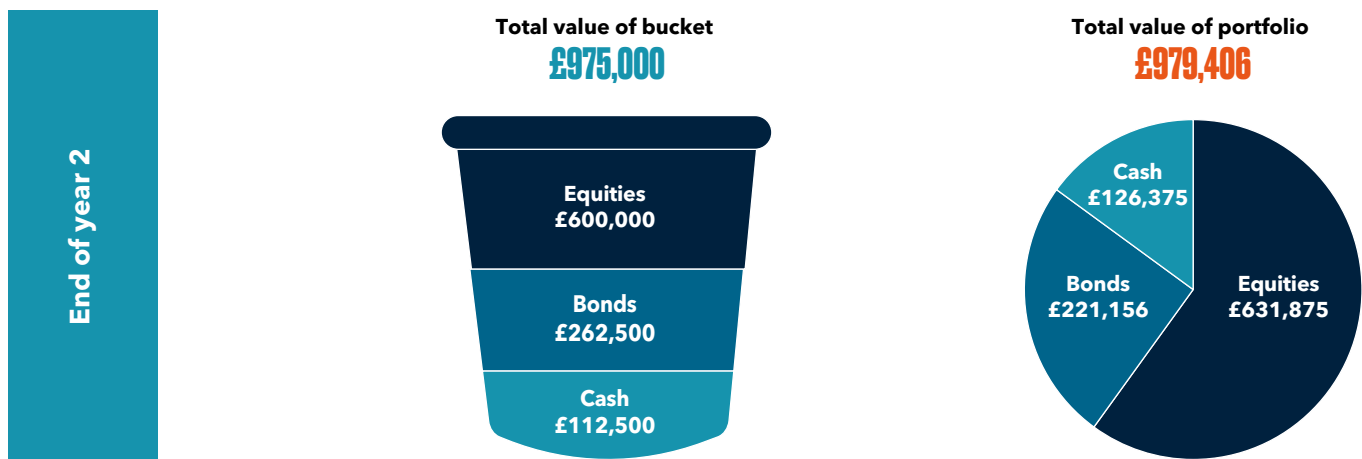 End of year 2
Total value of bucket
£975,000
Equities
£600,000
Bonds
£262,500
Cash
£112,500
Total value of portfolio
£979,406
Cash
£126,375
Bonds
£221,156
Equities
£631,875